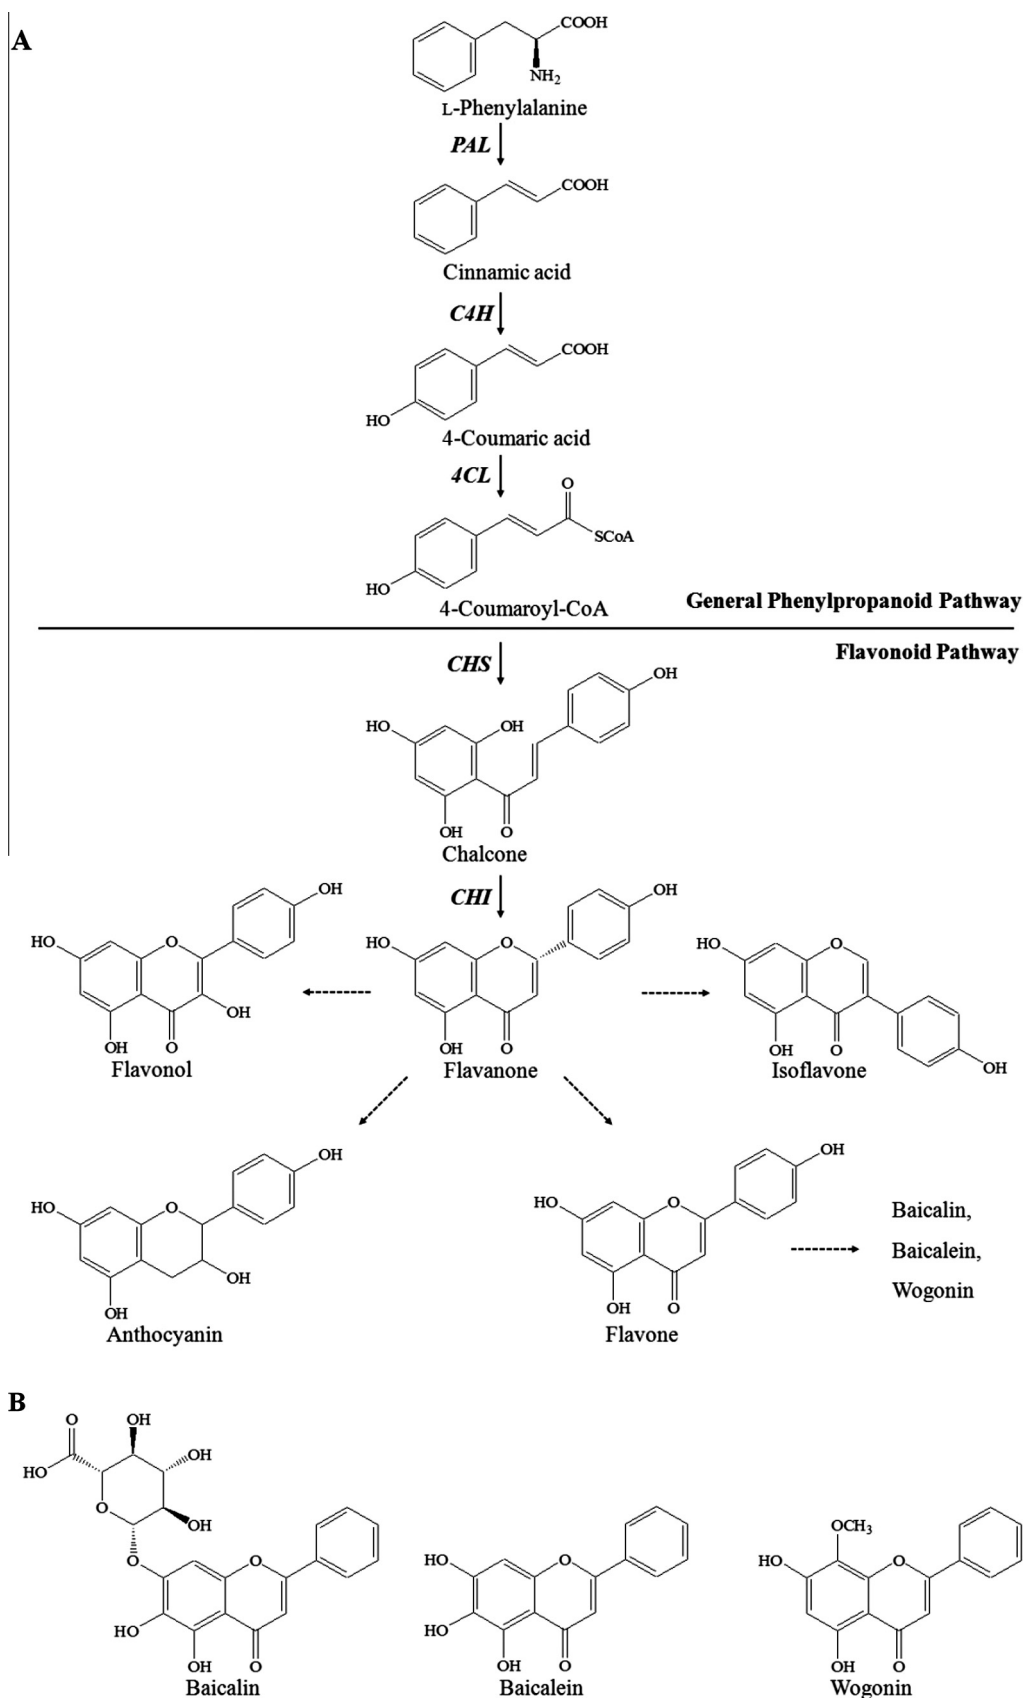 A
COOH
NH2
L-Phenylalanine
PAL
COOH
Cinnamic acid
C4H
COOH
HO
4-Coumaric acid
4CL
O
SCoA
HO
4-Coumaroyl-CoA
General Phenylpropanoid Pathway
Flavonoid Pathway
CHS
OH
HO
OH
OH
O
Chalcone
CHI
OH
HO
O
OH
OH
O
Flavonol
OH
HO
O
OH
O
Flavanone
HO
O
OH
O
OH
Isoflavone
OH
HO
O
OH
OH
Anthocyanin
OH
HO
O
OH
O
Flavone
Baicalin,
Baicalein,
Wogonin
B
O
OH
HO
OH
O
OH
O
O
HO
OH
O
Baicalin
HO
O
HO
OH
O
Baicalein
OCH3
HO
O
OH
O
Wogonin